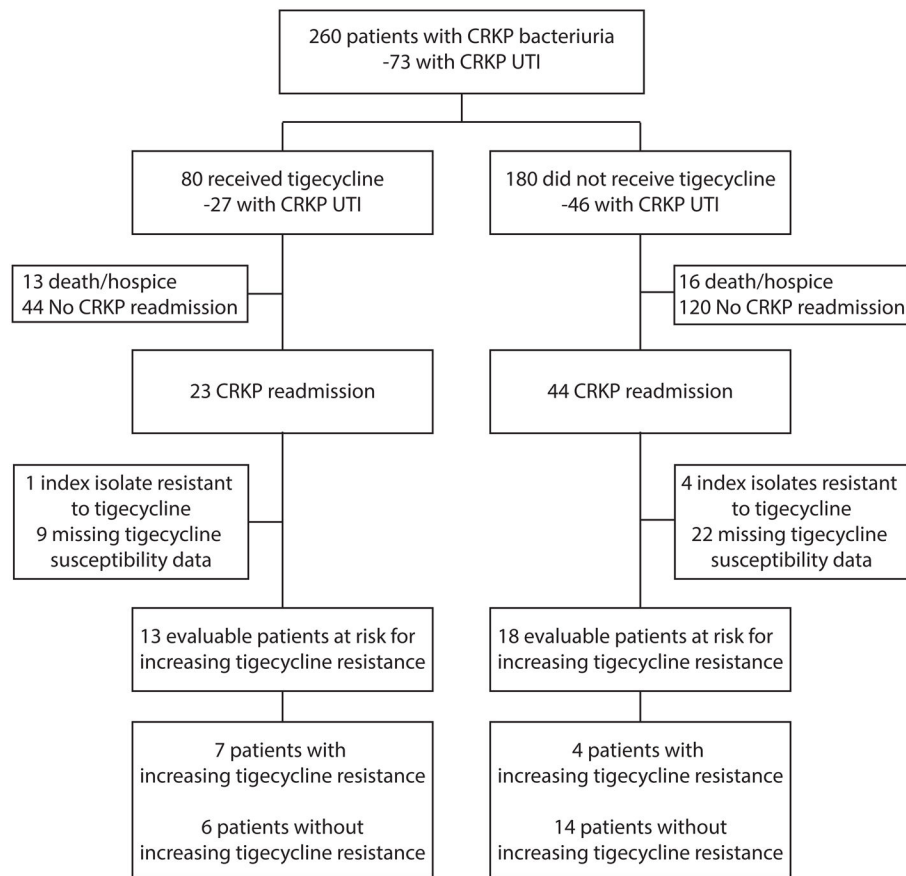 260 patients with CRKP bacteriuria
-73 with CRKP UTI
80 received tigecycline
-27 with CRKP UTI
180 did not receive tigecycline
-46 with CRKP UTI
13 death/hospice
44 No CRKP readmission
16 death/hospice
120 No CRKP readmission
23 CRKP readmission
44 CRKP readmission
1 index isolate resistant
to tigecycline
9 missing tigecycline
susceptibility data
4 index isolates resistant
to tigecycline
22 missing tigecycline
susceptibility data
13 evaluable patients at risk for
increasing tigecycline resistance
18 evaluable patients at risk for
increasing tigecycline resistance
7 patients with
increasing tigecycline resistance
6 patients without
increasing tigecycline resistance
4 patients with
increasing tigecycline resistance
14 patients without
increasing tigecycline resistance